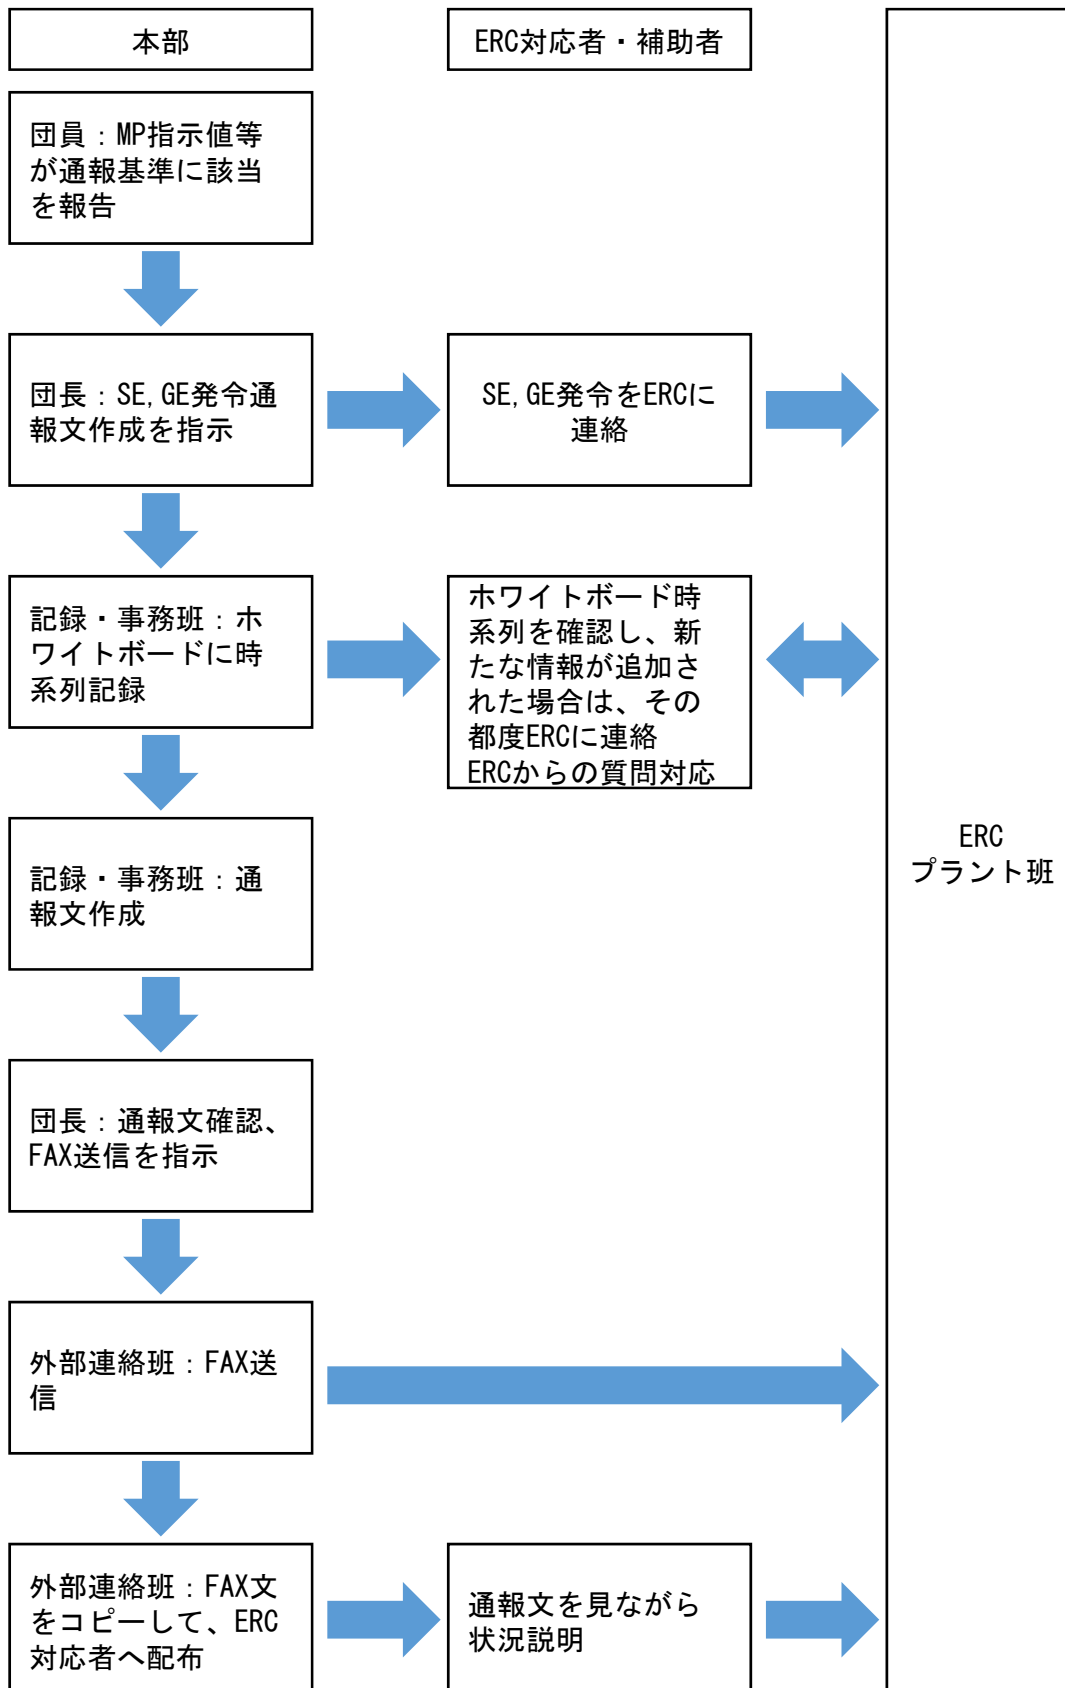 本部
ERC対応者・補助者
団員：MP指示値等
が通報基準に該当
を報告
団長：SE,GE発令通
報文作成を指示
SE,GE発令をERCに
連絡
記録・事務班：ホ
ワイトボードに時
系列記録
ホワイトボード時
系列を確認し、新
たな情報が追加さ
れた場合は、その
都度ERCに連絡
ERCからの質問対応
記録・事務班：通
報文作成
団長：通報文確認、
FAX送信を指示
外部連絡班：FAX送
信
外部連絡班：FAX文
をコピーして、ERC
対応者へ配布
通報文を見ながら
状況説明
ERC
プラント班